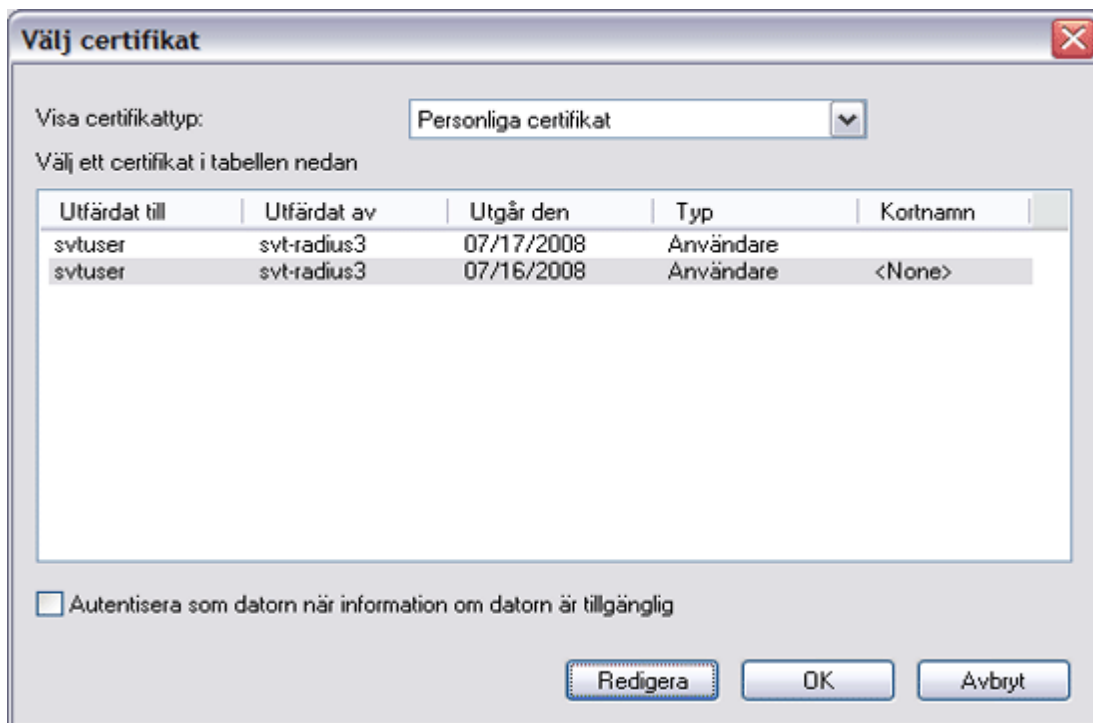 Välj certifikat
Visa certifikattyp: Personliga certifikat
Välj ett certifikat i tabellen nedan
Utfärdat till Utfärdat av Utgår den Typ Kortnamn
svtuser svt-radius3 07/17/2008 Användare
svtuser svt-radius3 07/16/2008 Användare <None>
Autentisera som datorn när information om datorn är tillgänglig
Redigera OK Avbryt